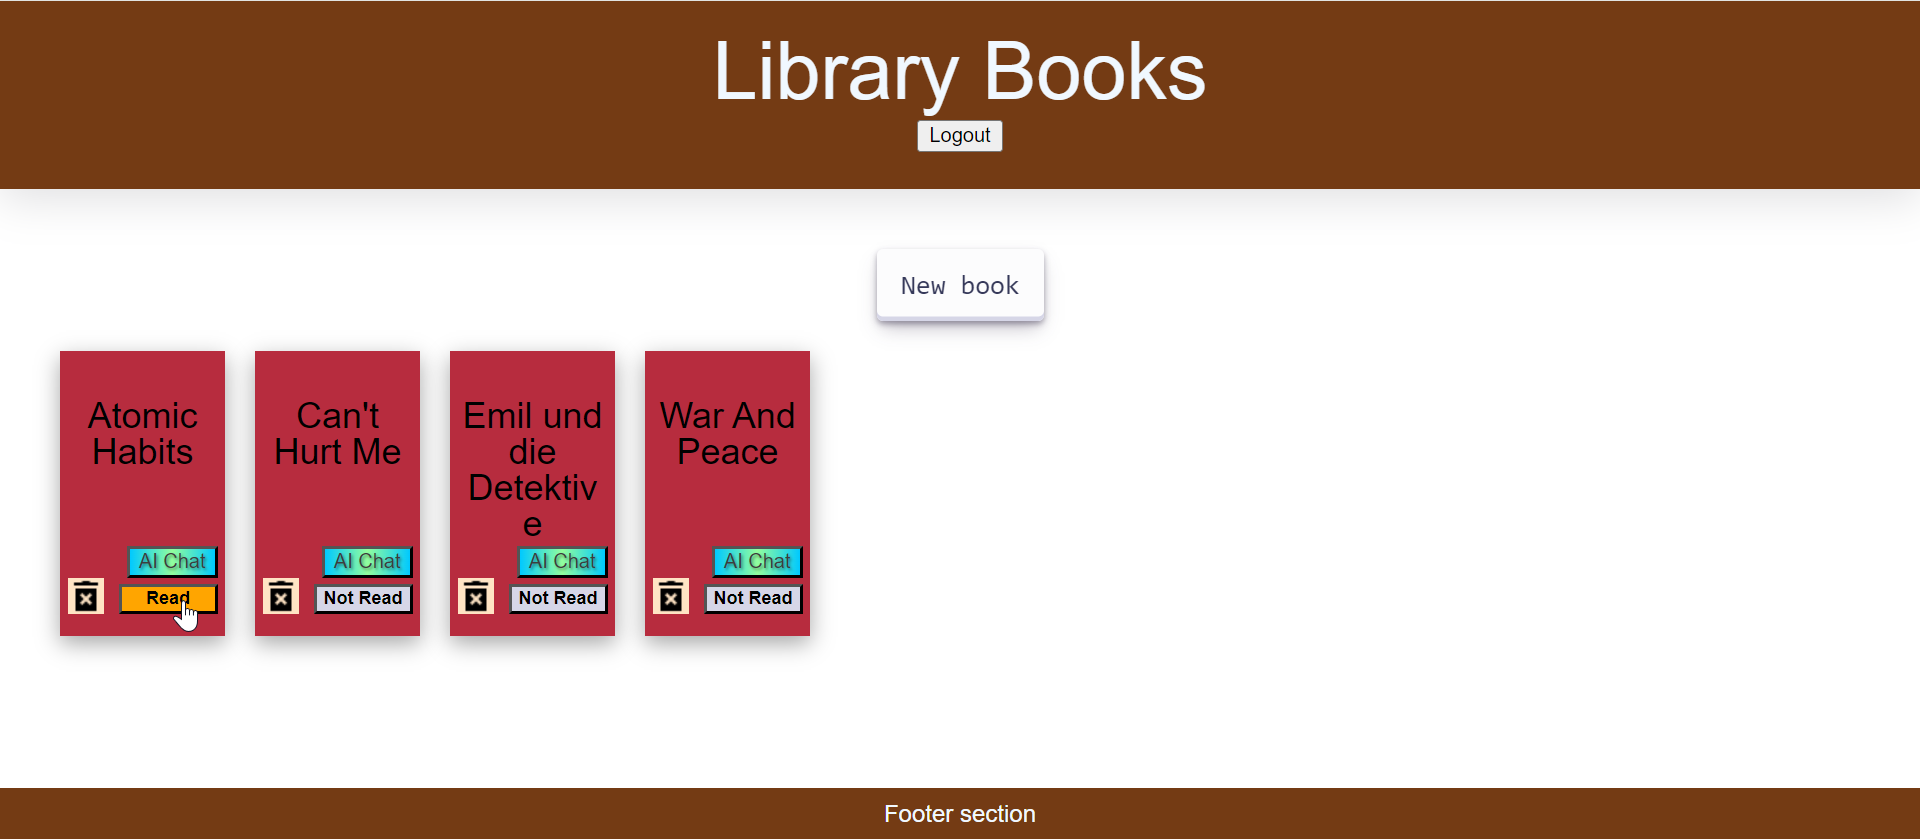 Library Books
Logout
New book
Atomic
Habits
AI Chat
Read
Can't
Hurt Me
AI Chat
Not Read
Emil und
die
Detektiv
e
AI Chat
Not Read
War And
Peace
AI Chat
Not Read
Footer section